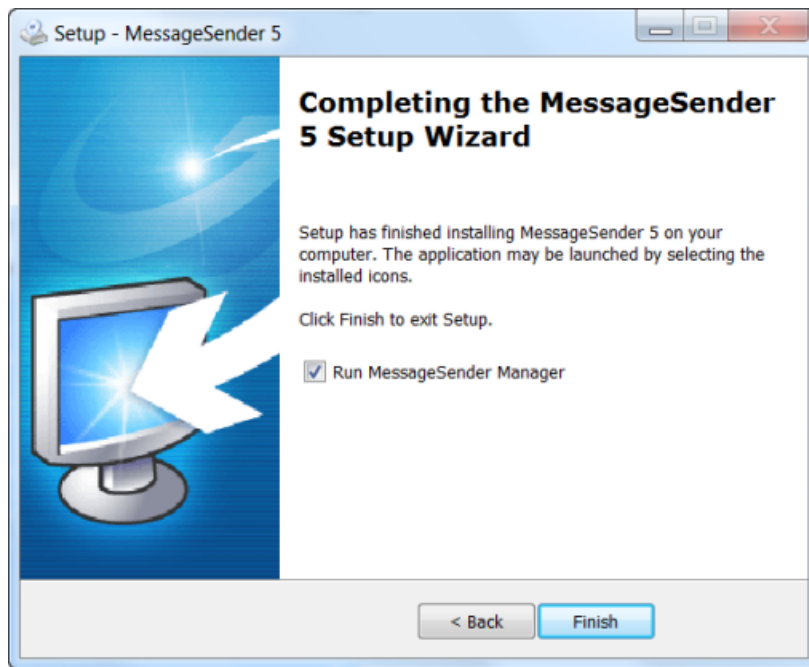 Setup - MessageSender 5
Completing the MessageSender
5 Setup Wizard
Setup has finished installing MessageSender 5 on your
computer. The application may be launched by selecting the
installed icons.
Click Finish to exit Setup.
Run MessageSender Manager
< Back
Finish